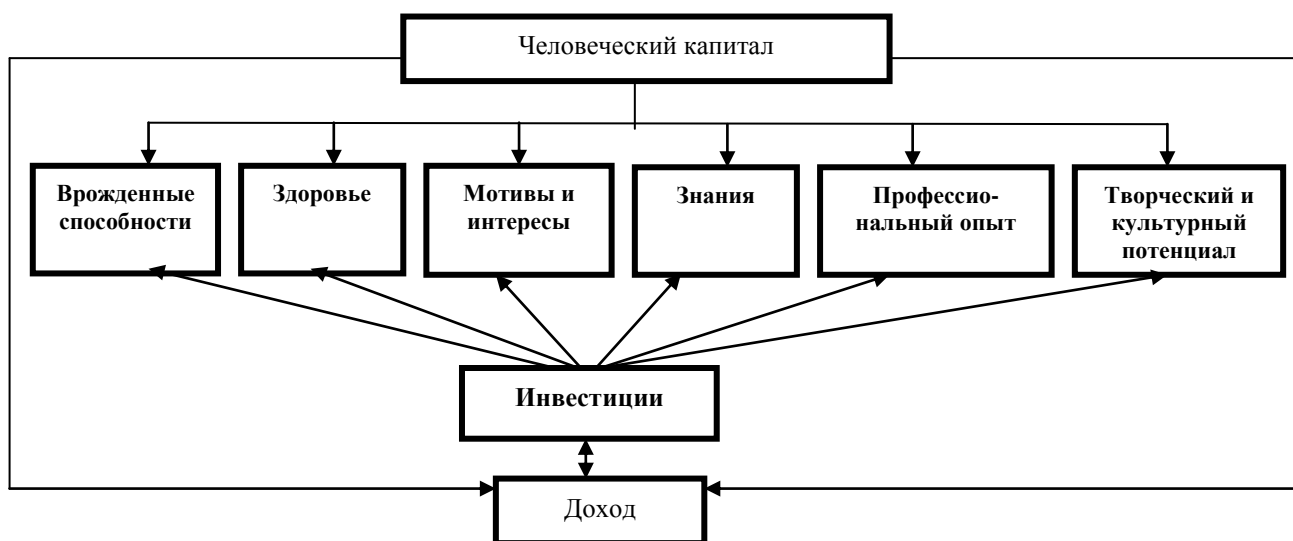 Человеческий капитал
Врожденные
способности
Здоровье
Мотивы и
интересы
Знания
Профессио-
нальный опыт
Творческий и
культурный
потенциал
Инвестиции
Доход